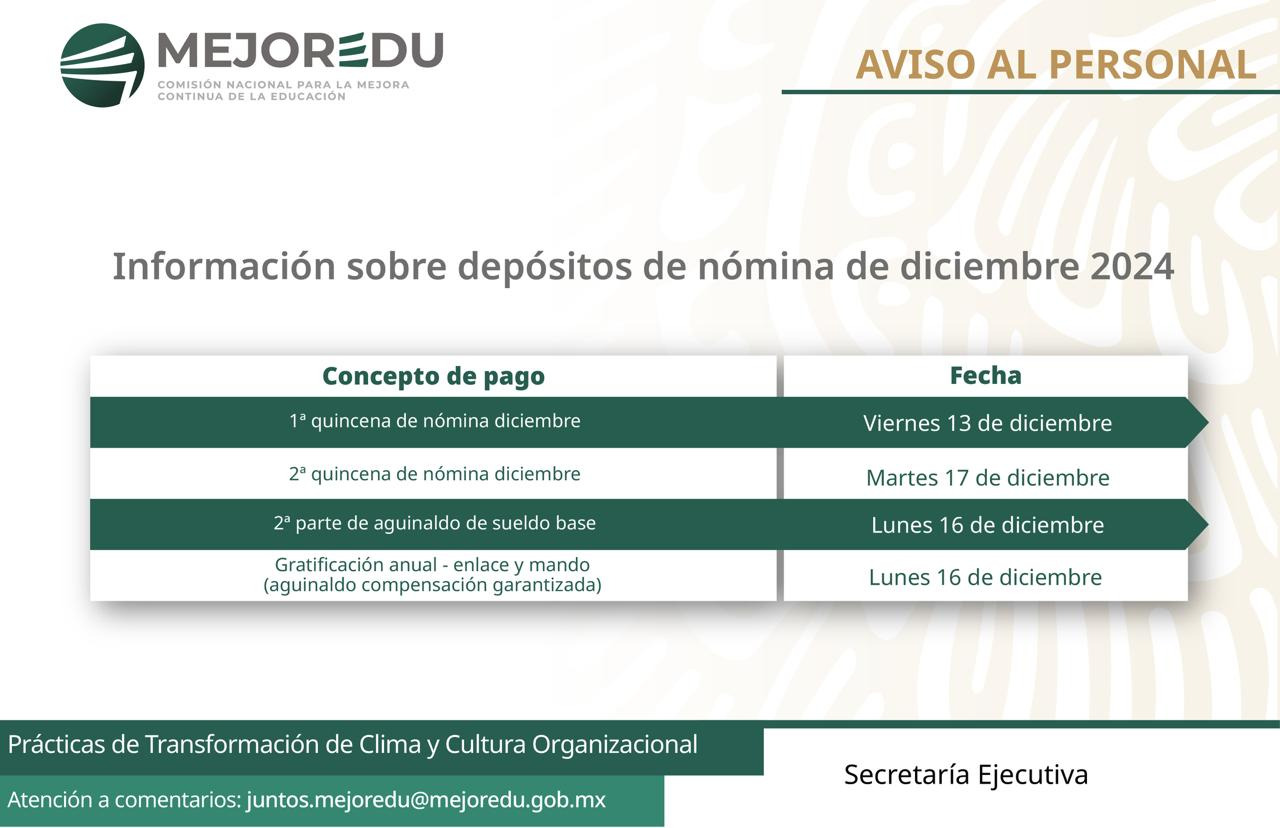 MEJOREDU
COMISIÓN NACIONAL PARA LA MEJORA
CONTINUA DE LA EDUCACIÓN
AVISO AL PERSONAL
Información sobre depósitos de nómina de diciembre 2024
Concepto de pago Fecha
1ª quincena de nómina diciembre Viernes 13 de diciembre
2ª quincena de nómina diciembre Martes 17 de diciembre
2ª parte de aguinaldo de sueldo base Lunes 16 de diciembre
Gratificación anual - enlace y mando
(aguinaldo compensación garantizada) Lunes 16 de diciembre
Prácticas de Transformación de Clima y Cultura Organizacional
Atención a comentarios: juntos.mejoredu@mejoredu.gob.mx
Secretaría Ejecutiva